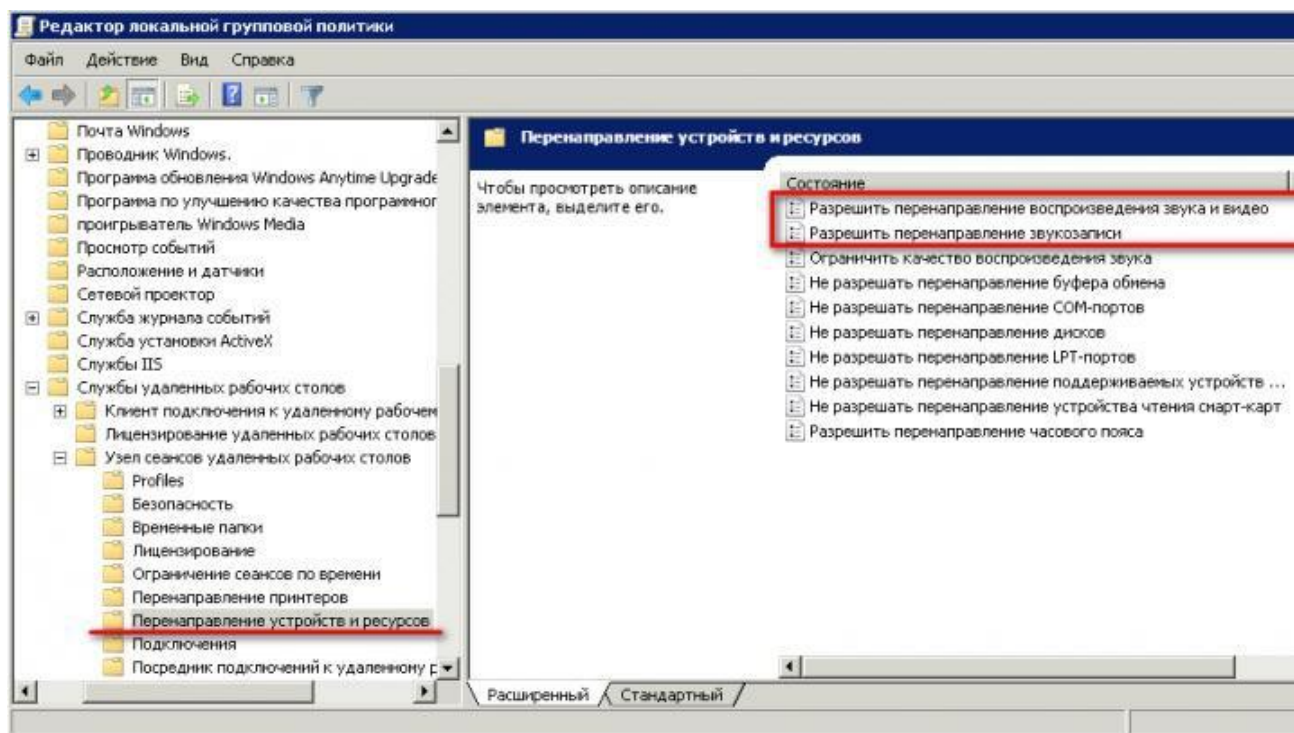 Редактор локальной групповой политики
Файл Действие Вид Справка
Почта Windows
Проводник Windows.
Программа обновления Windows Anytime Upgrade
Программа по улучшению качества программног
проигрыватель Windows Media
Просмотр событий
Расположение и датчики
Сетевой проектор
Служба журнала событий
Служба установки ActiveX
Службы IIS
Службы удаленных рабочих столов
Клиент подключения к удаленному рабочем
Лицензирование удаленных рабочих столов
Узел сеансов удаленных рабочих столов
Profiles
Безопасность
Временные папки
Лицензирование
Ограничение сеансов по времени
Перенаправление принтеров
Перенаправление устройств и ресурсов
Подключения
Посредник подключений к удаленному р
Перенаправление устройств и ресурсов
Чтобы просмотреть описание
элемента, выделите его.
Состояние
Разрешить перенаправление воспроизведения звука и видео
Разрешить перенаправление звукозаписи
Ограничить качество воспроизведения звука
Не разрешать перенаправление буфера обмена
Не разрешать перенаправление COM-портов
Не разрешать перенаправление дисков
Не разрешать перенаправление LPT-портов
Не разрешать перенаправление поддерживаемых устройств ...
Не разрешать перенаправление устройства чтения смарт-карт
Разрешить перенаправление часового пояса
Расширенный Стандартный